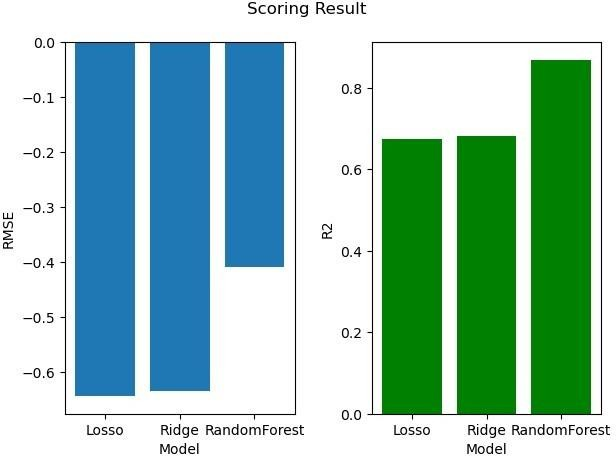 Scoring Result
RMSE
0.0
−0.1
−0.2
−0.3
−0.4
−0.5
−0.6
Losso Ridge RandomForest
Model
R2
0.8
0.6
0.4
0.2
0.0
Losso Ridge RandomForest
Model